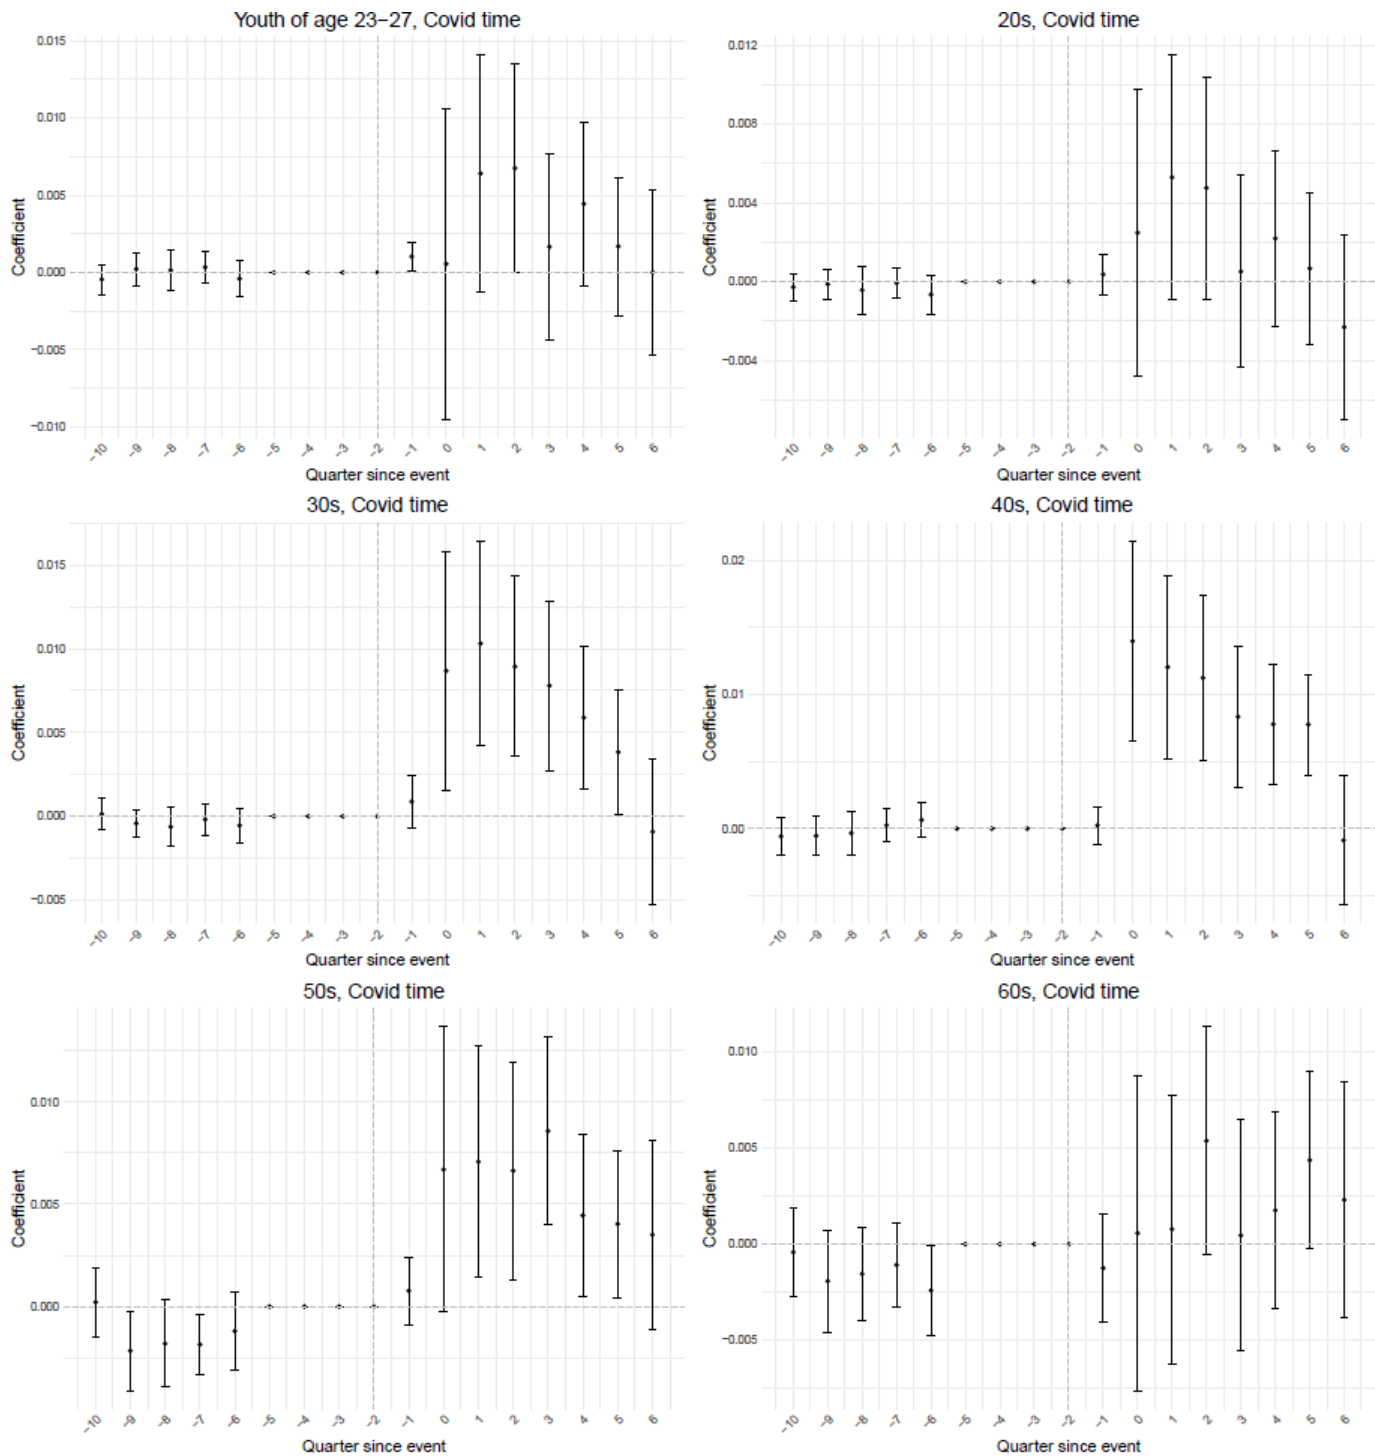 Youth of age 23−27, Covid time
0.015
0.010
0.005
0.000
−0.005
−0.010
Coefficient
−10 −9 −8 −7 −6 −5 −4 −3 −2 −1 0 1 2 3 4 5 6
Quarter since event
20s, Covid time
0.012
0.008
0.004
0.000
−0.004
Coefficient
−10 −9 −8 −7 −6 −5 −4 −3 −2 −1 0 1 2 3 4 5 6
Quarter since event
30s, Covid time
0.015
0.010
0.005
0.000
−0.005
Coefficient
−10 −9 −8 −7 −6 −5 −4 −3 −2 −1 0 1 2 3 4 5 6
Quarter since event
40s, Covid time
0.02
0.01
0.00
Coefficient
−10 −9 −8 −7 −6 −5 −4 −3 −2 −1 0 1 2 3 4 5 6
Quarter since event
50s, Covid time
0.010
0.005
0.000
Coefficient
−10 −9 −8 −7 −6 −5 −4 −3 −2 −1 0 1 2 3 4 5 6
Quarter since event
60s, Covid time
0.010
0.005
0.000
−0.005
Coefficient
−10 −9 −8 −7 −6 −5 −4 −3 −2 −1 0 1 2 3 4 5 6
Quarter since event